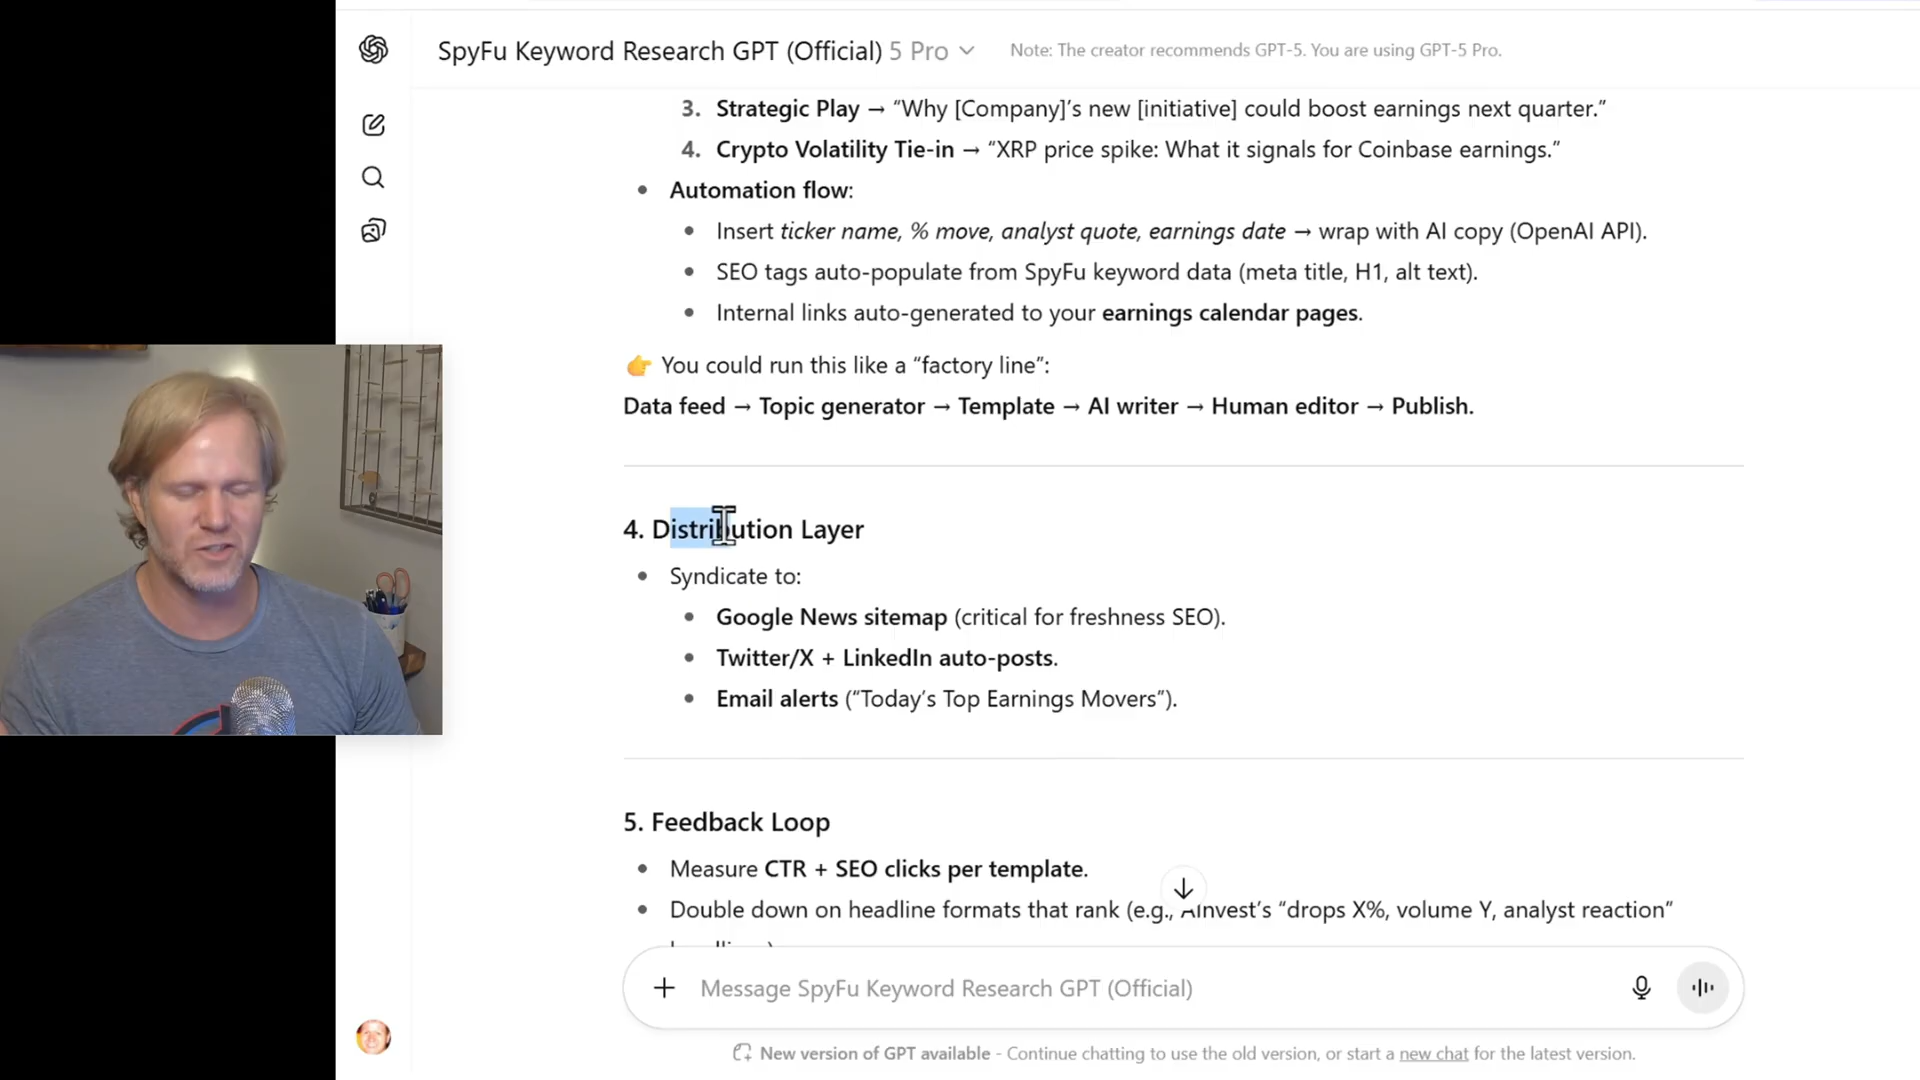 SpyFu Keyword Research GPT (Official) 5 Pro
Note: The creator recommends GPT-5. You are using GPT-5 Pro.
3. Strategic Play → “Why [Company]’s new [initiative] could boost earnings next quarter.”
4. Crypto Volatility Tie-in → “XRP price spike: What it signals for Coinbase earnings.”
• Automation flow:
• Insert ticker name, % move, analyst quote, earnings date → wrap with AI copy (OpenAI API).
• SEO tags auto-populate from SpyFu keyword data (meta title, H1, alt text).
• Internal links auto-generated to your earnings calendar pages.
👉 You could run this like a “factory line”:
Data feed → Topic generator → Template → AI writer → Human editor → Publish.
4. Distribution Layer
• Syndicate to:
• Google News sitemap (critical for freshness SEO).
• Twitter/X + LinkedIn auto-posts.
• Email alerts (“Today’s Top Earnings Movers”).
5. Feedback Loop
• Measure CTR + SEO clicks per template.
• Double down on headline formats that rank (e.g., AInvest’s “drops X%, volume Y, analyst reaction”
Message SpyFu Keyword Research GPT (Official)
New version of GPT available - Continue chatting to use the old version, or start a new chat for the latest version.